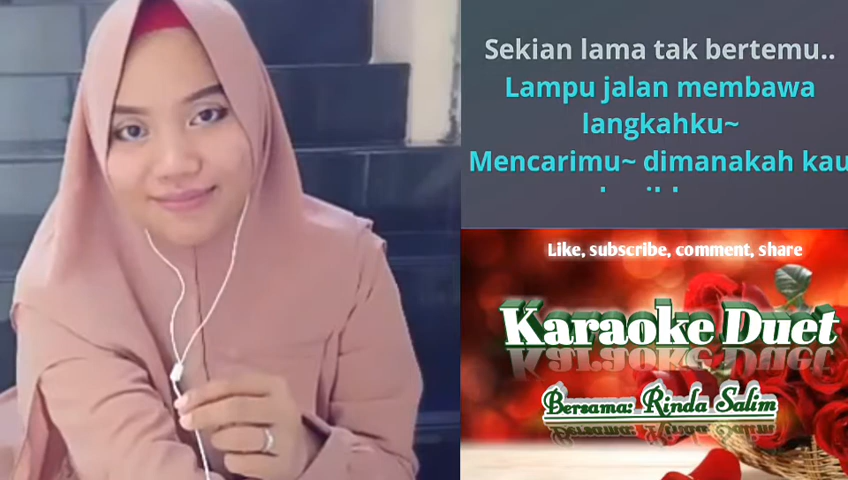 Sekian lama tak bertemu..
Lampu jalan membawa
langkahku~
Mencarimu~ dimanakah kau
Like, subscribe, comment, share
Karaoke Duet
Bersama: Rinda Salim